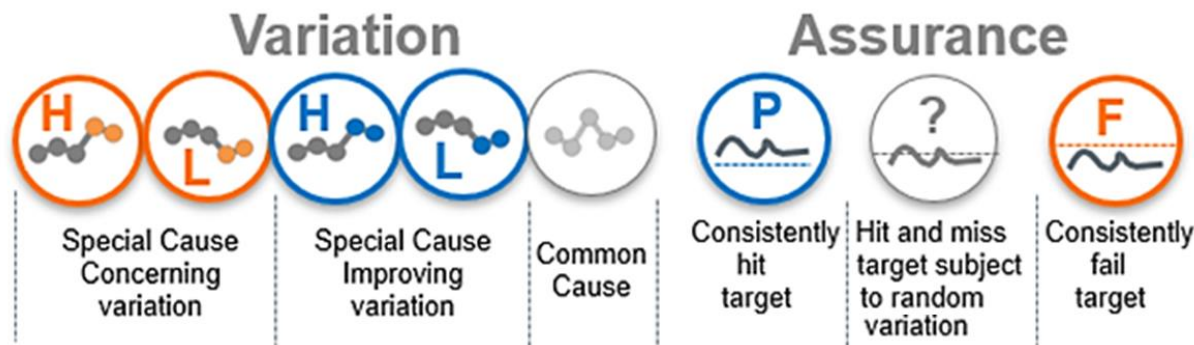 Variation
Assurance
H
L
H
L
P
?
F
Special Cause
Concerning
variation
Special Cause
Improving
variation
Common
Cause
Consistently
hit
target
Hit and miss
target subject
to random
variation
Consistently
fail
target